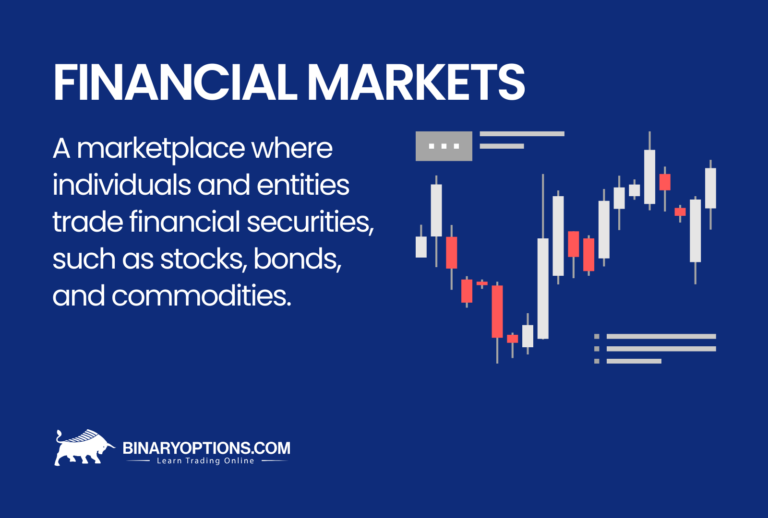 FINANCIAL MARKETS
A marketplace where
individuals and entities
trade financial securities,
such as stocks, bonds,
and commodities.
BINARYOPTIONS.COM
Learn Trading Online